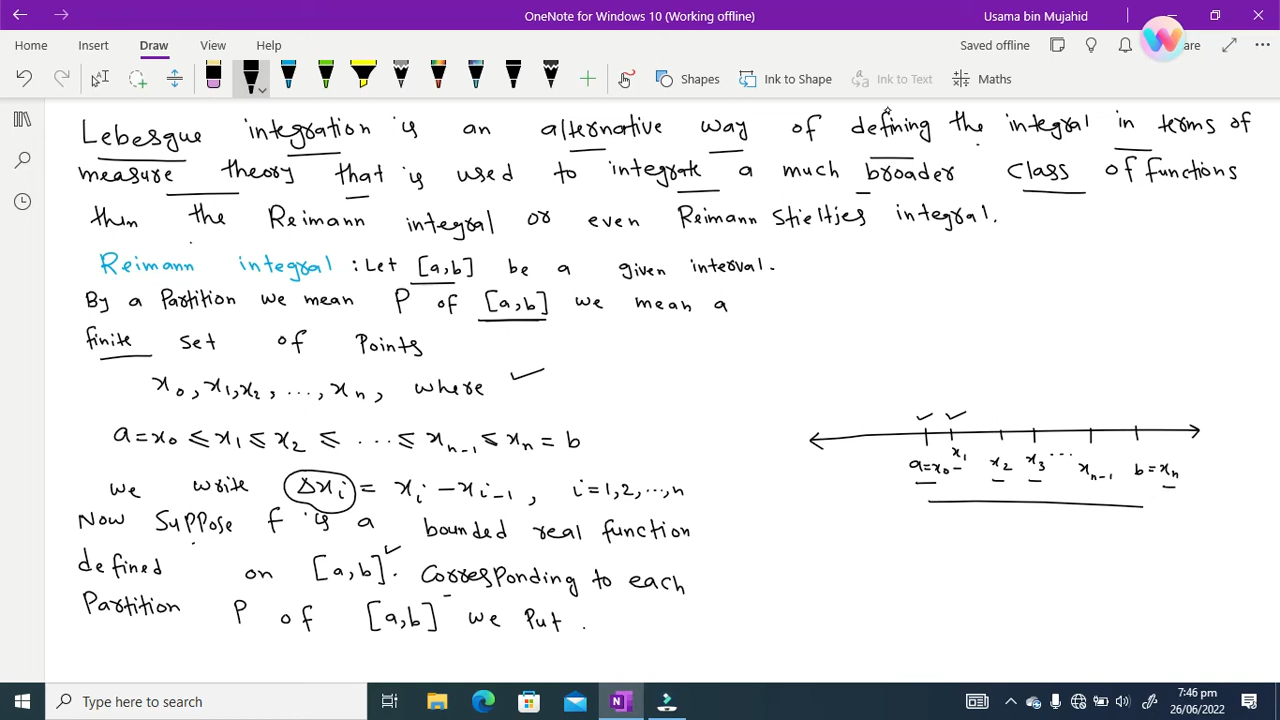 OneNote for Windows 10 (Working offline)
Usama bin Mujahid
Home Insert Draw View Help
Saved offline
Share
Shapes Ink to Shape Ink to Text Maths
Lebesgue integration is an alternative way of defining the integral in terms of
measure theory that is used to integrate a much broader Class of functions
then the Reimann integral or even Reimann Stieltjes integral.
Reimann integral : Let [a,b] be a given interval.
By a Partition we mean P of [a,b] we mean a
finite set of Points
x₀, x₁, x₂, ..., xₙ, where
a = x₀ ≤ x₁ ≤ x₂ ≤ ... ≤ xₙ₋₁ ≤ xₙ = b
we write Δxᵢ = xᵢ - xᵢ₋₁ , i = 1,2,...,n
Now Suppose f is a bounded real function
defined on [a,b]. Corresponding to each
Partition P of [a,b] we Put .
a=x₀ x₁ x₂ x₃ ... xₙ₋₁ b=xₙ
Type here to search
7:46 pm
26/06/2022